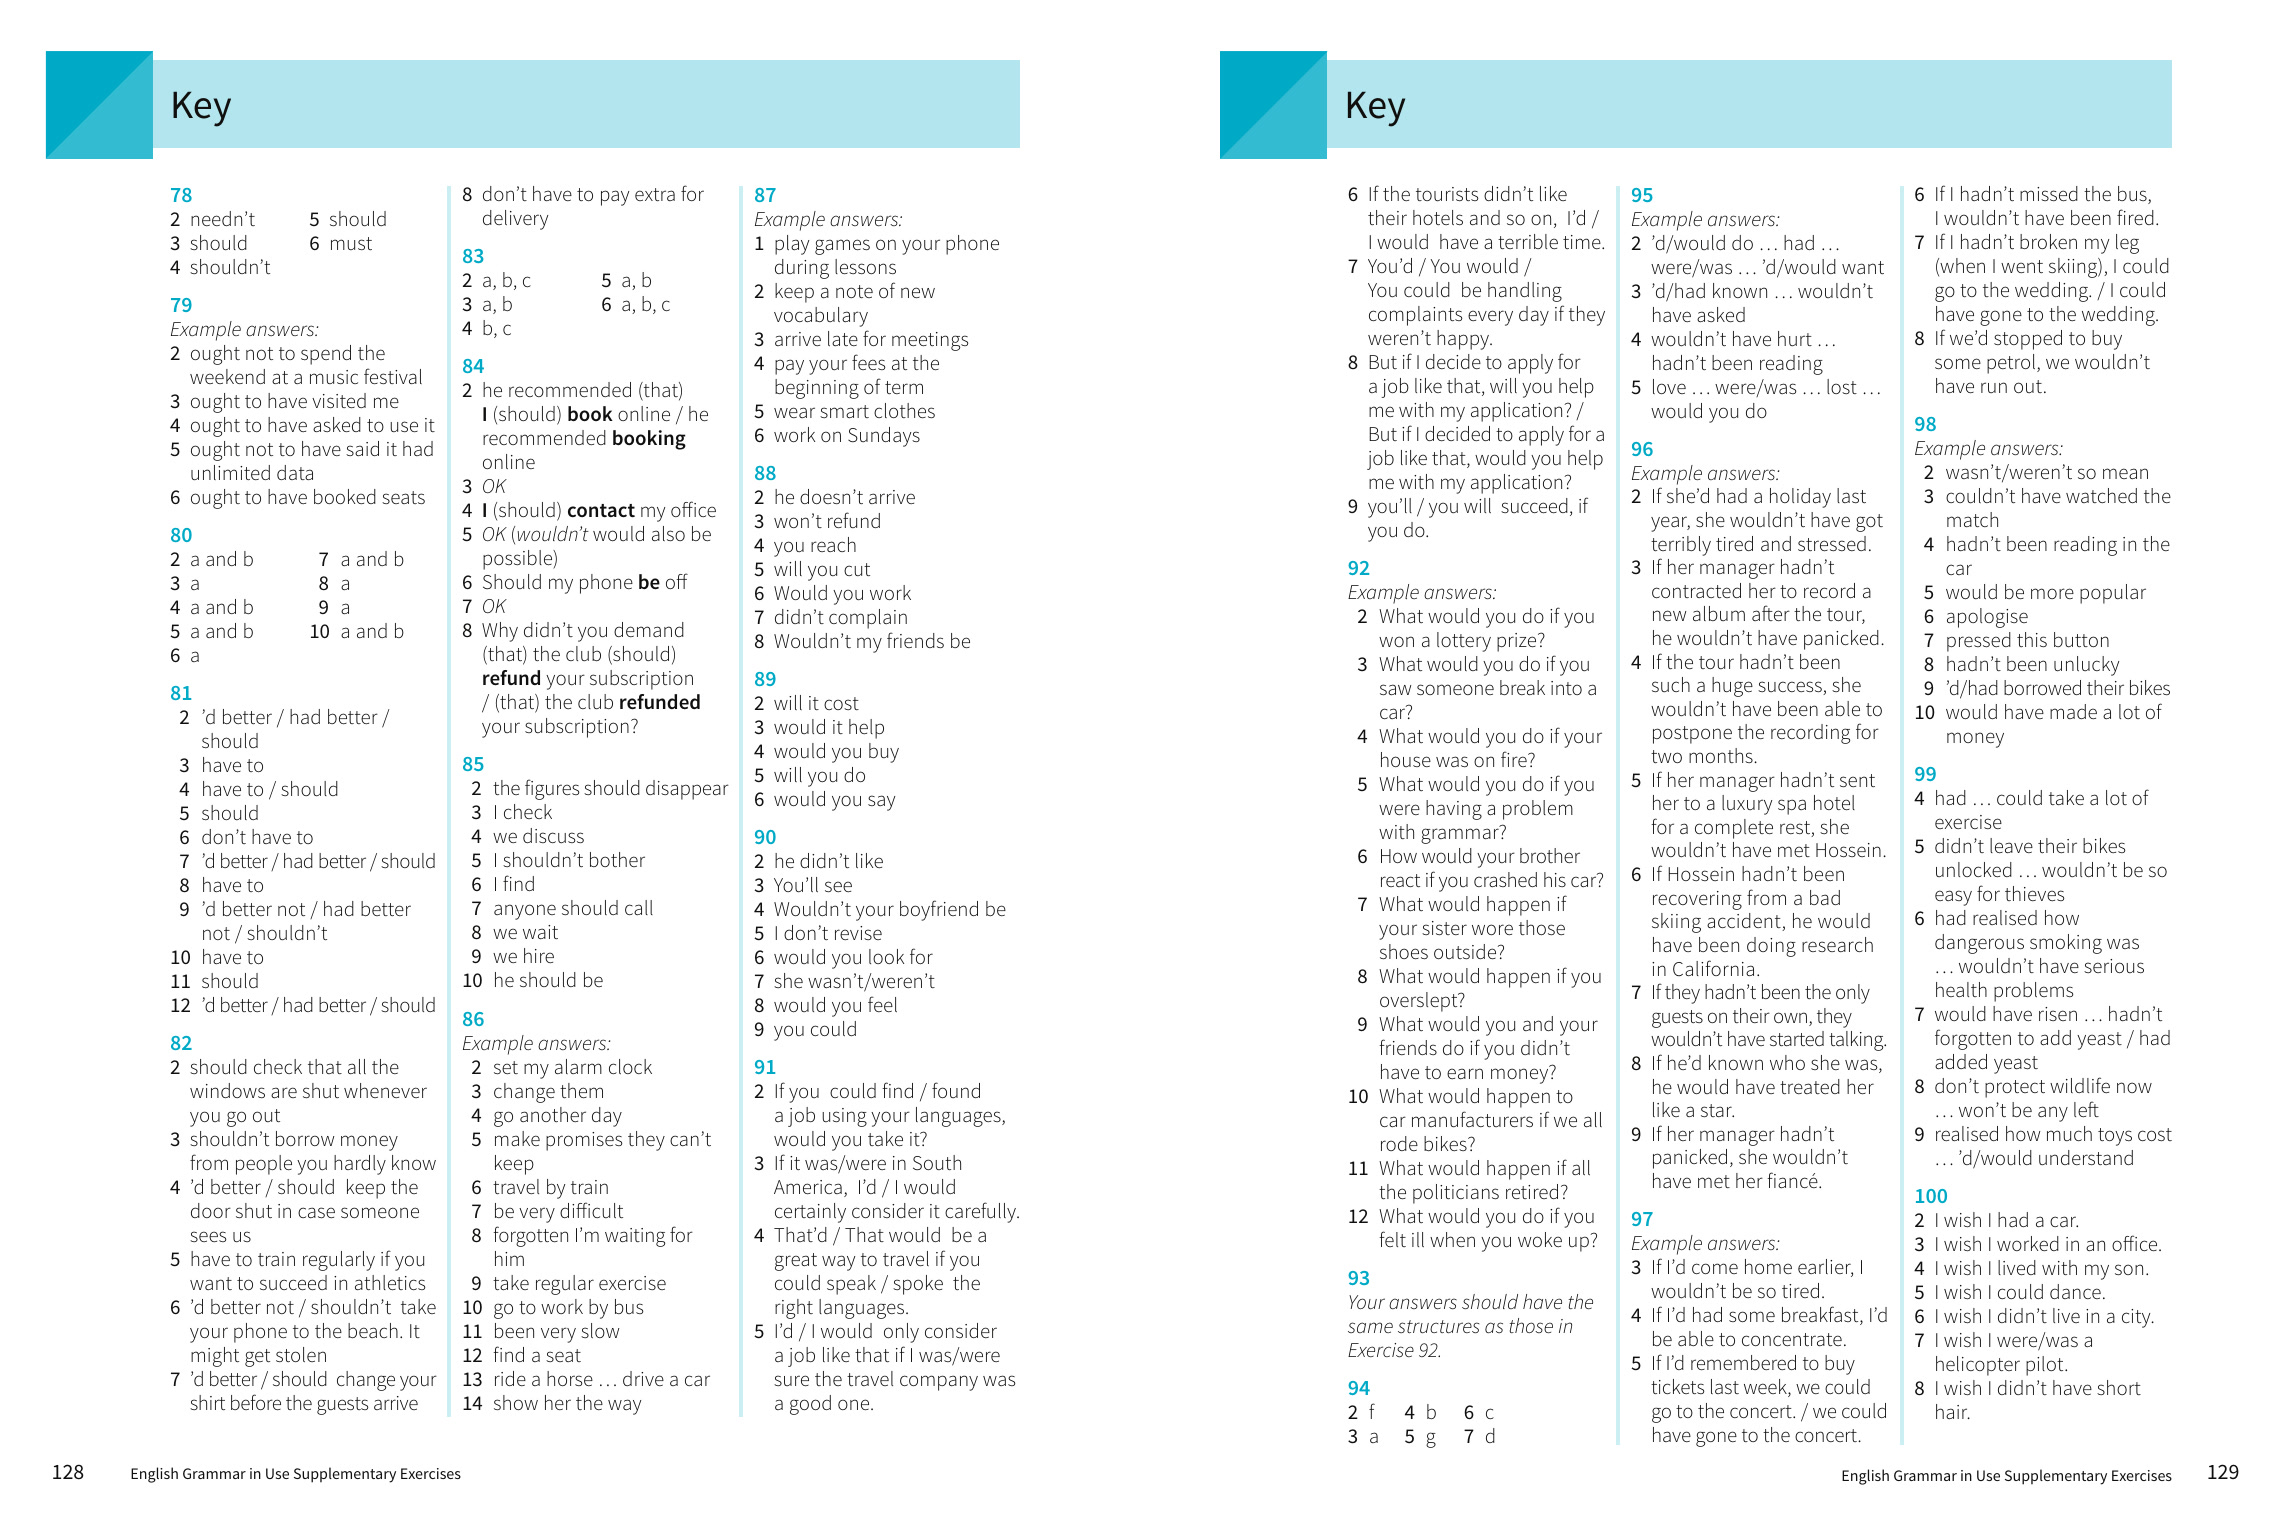 Key
78
2 needn't 5 should
3 should 6 must
4 shouldn't
79
Example answers:
2 ought not to spend the
weekend at a music festival
3 ought to have visited me
4 ought to have asked to use it
5 ought not to have said it had
unlimited data
6 ought to have booked seats
80
2 a and b 7 a and b
3 a 8 a
4 a and b 9 a
5 a and b 10 a and b
6 a
81
2 ’d better / had better /
should
3 have to
4 have to / should
5 should
6 don’t have to
7 ’d better / had better / should
8 have to
9 ’d better not / had better
not / shouldn’t
10 have to
11 should
12 ’d better / had better / should
82
2 should check that all the
windows are shut whenever
you go out
3 shouldn’t borrow money
from people you hardly know
4 ’d better / should keep the
door shut in case someone
sees us
5 have to train regularly if you
want to succeed in athletics
6 ’d better not / shouldn’t take
your phone to the beach. It
might get stolen
7 ’d better / should change your
shirt before the guests arrive
8 don’t have to pay extra for
delivery
83
2 a, b, c 5 a, b
3 a, b 6 a, b, c
4 b, c
84
2 he recommended (that)
I (should) book online / he
recommended booking
online
3 OK
4 I (should) contact my office
5 OK (wouldn’t would also be
possible)
6 Should my phone be off
7 OK
8 Why didn’t you demand
(that) the club (should)
refund your subscription
/ (that) the club refunded
your subscription?
85
2 the figures should disappear
3 I check
4 we discuss
5 I shouldn’t bother
6 I find
7 anyone should call
8 we wait
9 we hire
10 he should be
86
Example answers:
2 set my alarm clock
3 change them
4 go another day
5 make promises they can’t
keep
6 travel by train
7 be very difficult
8 forgotten I’m waiting for
him
9 take regular exercise
10 go to work by bus
11 been very slow
12 find a seat
13 ride a horse … drive a car
14 show her the way
87
Example answers:
1 play games on your phone
during lessons
2 keep a note of new
vocabulary
3 arrive late for meetings
4 pay your fees at the
beginning of term
5 wear smart clothes
6 work on Sundays
88
2 he doesn’t arrive
3 won’t refund
4 you reach
5 will you cut
6 Would you work
7 didn’t complain
8 Wouldn’t my friends be
89
2 will it cost
3 would it help
4 would you buy
5 will you do
6 would you say
90
2 he didn’t like
3 You’ll see
4 Wouldn’t your boyfriend be
5 I don’t revise
6 would you look for
7 she wasn’t/weren’t
8 would you feel
9 you could
91
2 If you could find / found
a job using your languages,
would you take it?
3 If it was/were in South
America, I’d / I would
certainly consider it carefully.
4 That’d / That would be a
great way to travel if you
could speak / spoke the
right languages.
5 I’d / I would only consider
a job like that if I was/were
sure the travel company was
a good one.
128 English Grammar in Use Supplementary Exercises
Key
6 If the tourists didn’t like
their hotels and so on, I’d /
I would have a terrible time.
7 You’d / You would /
You could be handling
complaints every day if they
weren’t happy.
8 But if I decide to apply for
a job like that, will you help
me with my application? /
But if I decided to apply for a
job like that, would you help
me with my application?
9 you’ll / you will succeed, if
you do.
92
Example answers:
2 What would you do if you
won a lottery prize?
3 What would you do if you
saw someone break into a
car?
4 What would you do if your
house was on fire?
5 What would you do if you
were having a problem
with grammar?
6 How would your brother
react if you crashed his car?
7 What would happen if
your sister wore those
shoes outside?
8 What would happen if you
overslept?
9 What would you and your
friends do if you didn’t
have to earn money?
10 What would happen to
car manufacturers if we all
rode bikes?
11 What would happen if all
the politicians retired?
12 What would you do if you
felt ill when you woke up?
93
Your answers should have the
same structures as those in
Exercise 92.
94
2 f 4 b 6 c
3 a 5 g 7 d
95
Example answers:
2 ’d/would do … had …
were/was … ’d/would want
3 ’d/had known … wouldn’t
have asked
4 wouldn’t have hurt …
hadn’t been reading
5 love … were/was … lost …
would you do
96
Example answers:
2 If she’d had a holiday last
year, she wouldn’t have got
terribly tired and stressed.
3 If her manager hadn’t
contracted her to record a
new album after the tour,
he wouldn’t have panicked.
4 If the tour hadn’t been
such a huge success, she
wouldn’t have been able to
postpone the recording for
two months.
5 If her manager hadn’t sent
her to a luxury spa hotel
for a complete rest, she
wouldn’t have met Hossein.
6 If Hossein hadn’t been
recovering from a bad
skiing accident, he would
have been doing research
in California.
7 If they hadn’t been the only
guests on their own, they
wouldn’t have started talking.
8 If he’d known who she was,
he would have treated her
like a star.
9 If her manager hadn’t
panicked, she wouldn’t
have met her fiancé.
97
Example answers:
3 If I’d come home earlier, I
wouldn’t be so tired.
4 If I’d had some breakfast, I’d
be able to concentrate.
5 If I’d remembered to buy
tickets last week, we could
go to the concert. / we could
have gone to the concert.
6 If I hadn’t missed the bus,
I wouldn’t have been fired.
7 If I hadn’t broken my leg
(when I went skiing), I could
go to the wedding. / I could
have gone to the wedding.
8 If we’d stopped to buy
some petrol, we wouldn’t
have run out.
98
Example answers:
2 wasn’t/weren’t so mean
3 couldn’t have watched the
match
4 hadn’t been reading in the
car
5 would be more popular
6 apologise
7 pressed this button
8 hadn’t been unlucky
9 ’d/had borrowed their bikes
10 would have made a lot of
money
99
4 had … could take a lot of
exercise
5 didn’t leave their bikes
unlocked … wouldn’t be so
easy for thieves
6 had realised how
dangerous smoking was
… wouldn’t have serious
health problems
7 would have risen … hadn’t
forgotten to add yeast / had
added yeast
8 don’t protect wildlife now
… won’t be any left
9 realised how much toys cost
… ’d/would understand
100
2 I wish I had a car.
3 I wish I worked in an office.
4 I wish I lived with my son.
5 I wish I could dance.
6 I wish I didn’t live in a city.
7 I wish I were/was a
helicopter pilot.
8 I wish I didn’t have short
hair.
English Grammar in Use Supplementary Exercises 129